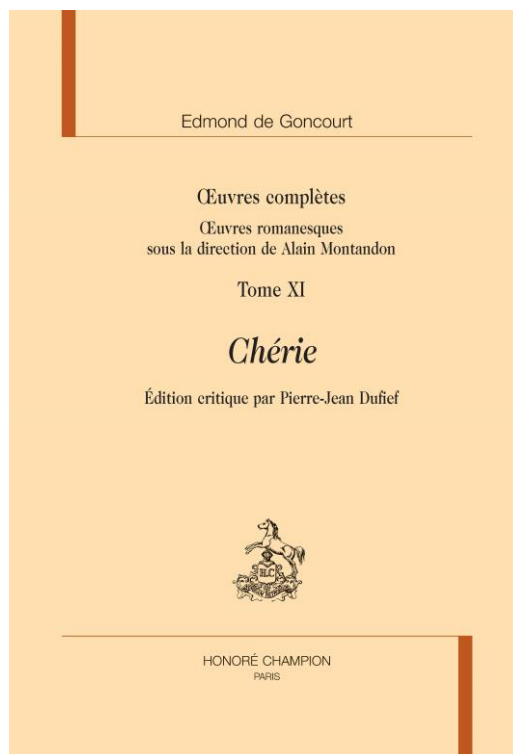 Edmond de Goncourt
Œuvres complètes
Œuvres romanesques
sous la direction de Alain Montandon
Tome XI
Chérie
Édition critique par Pierre-Jean Dufief
H.C
HONORÉ CHAMPION
PARIS